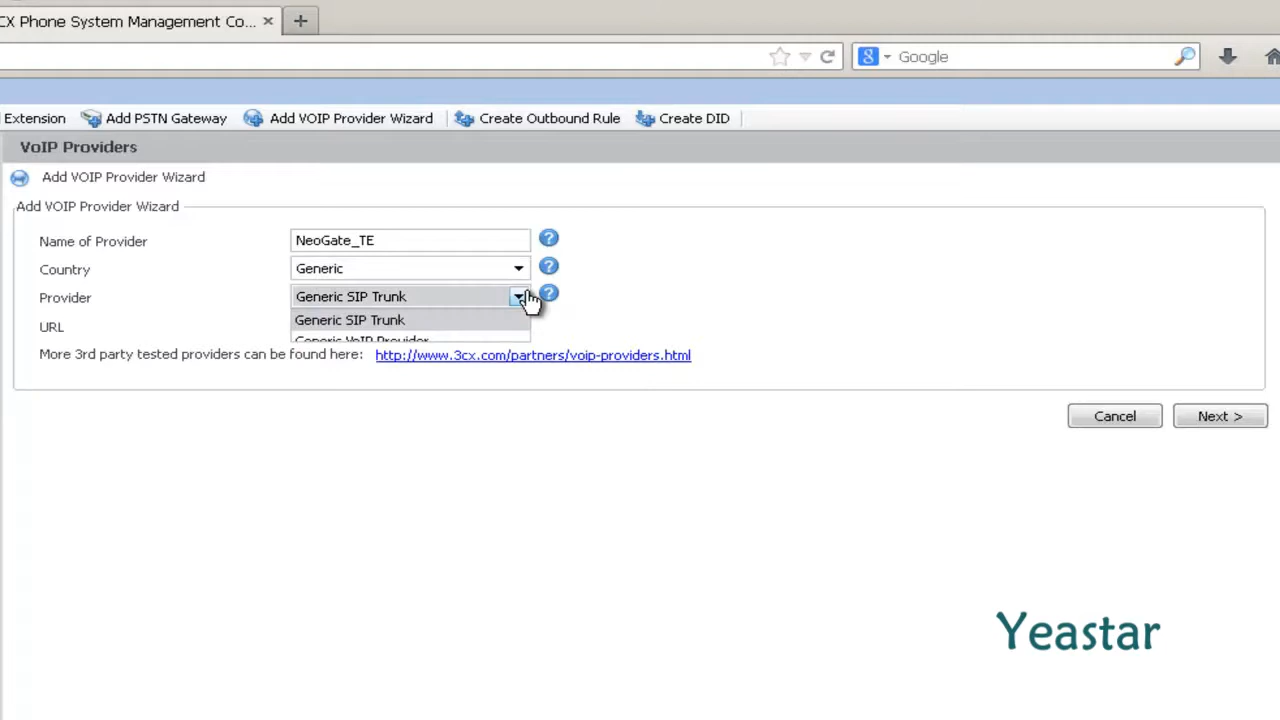 CX Phone System Management Co...
Google
Extension Add PSTN Gateway Add VOIP Provider Wizard Create Outbound Rule Create DID
VoIP Providers
Add VOIP Provider Wizard
Add VOIP Provider Wizard
Name of Provider NeoGate_TE
Country Generic
Provider Generic SIP Trunk
Generic SIP Trunk
URL Generic VoIP Provider
More 3rd party tested providers can be found here: http://www.3cx.com/partners/voip-providers.html
Cancel Next >
Yeastar